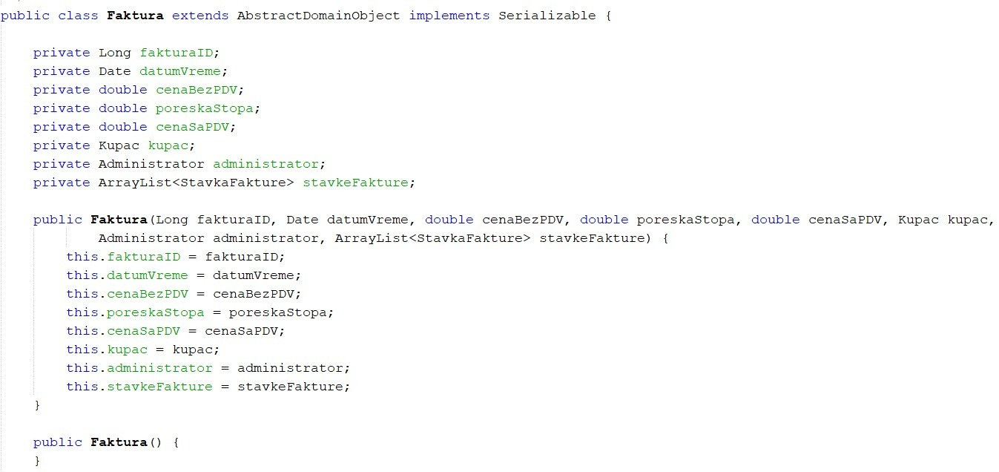 public class Faktura extends AbstractDomainObject implements Serializable {
private Long fakturaID;
private Date datumVreme;
private double cenaBezPDV;
private double poreskaStopa;
private double cenaSaPDV;
private Kupac kupac;
private Administrator administrator;
private ArrayList<StavkaFakture> stavkeFakture;
public Faktura(Long fakturaID, Date datumVreme, double cenaBezPDV, double poreskaStopa, double cenaSaPDV, Kupac kupac,
Administrator administrator, ArrayList<StavkaFakture> stavkeFakture) {
this.fakturaID = fakturaID;
this.datumVreme = datumVreme;
this.cenaBezPDV = cenaBezPDV;
this.poreskaStopa = poreskaStopa;
this.cenaSaPDV = cenaSaPDV;
this.kupac = kupac;
this.administrator = administrator;
this.stavkeFakture = stavkeFakture;
}
public Faktura() {
}